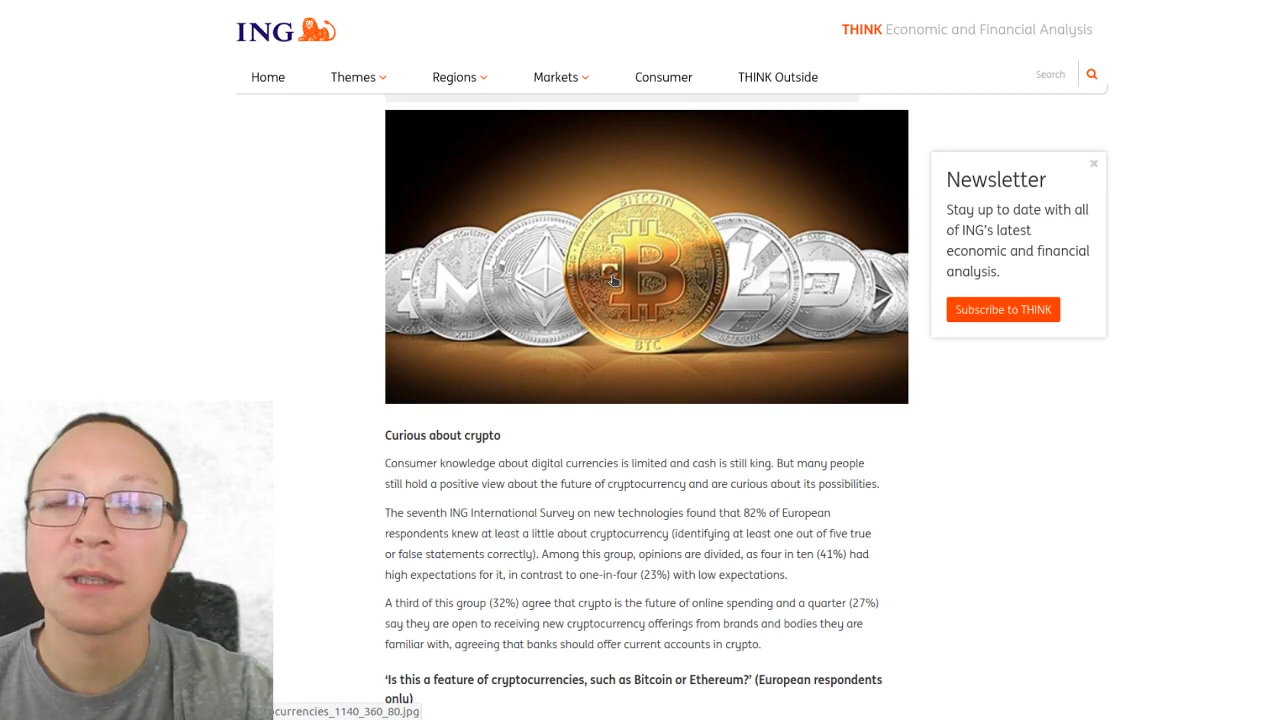 ING
THINK Economic and Financial Analysis
Home Themes Regions Markets Consumer THINK Outside Search
BITCOIN
BTC
LITECOIN
Newsletter
Stay up to date with all
of ING's latest
economic and financial
analysis.
Subscribe to THINK
Curious about crypto
Consumer knowledge about digital currencies is limited and cash is still king. But many people
still hold a positive view about the future of cryptocurrency and are curious about its possibilities.
The seventh ING International Survey on new technologies found that 82% of European
respondents knew at least a little about cryptocurrency (identifying at least one out of five true
or false statements correctly). Among this group, opinions are divided, as four in ten (41%) had
high expectations for it, in contrast to one-in-four (23%) with low expectations.
A third of this group (32%) agree that crypto is the future of online spending and a quarter (27%)
say they are open to receiving new cryptocurrency offerings from brands and bodies they are
familiar with, agreeing that banks should offer current accounts in crypto.
‘Is this a feature of cryptocurrencies, such as Bitcoin or Ethereum?’ (European respondents
only)
currencies_1140_360_80.jpg